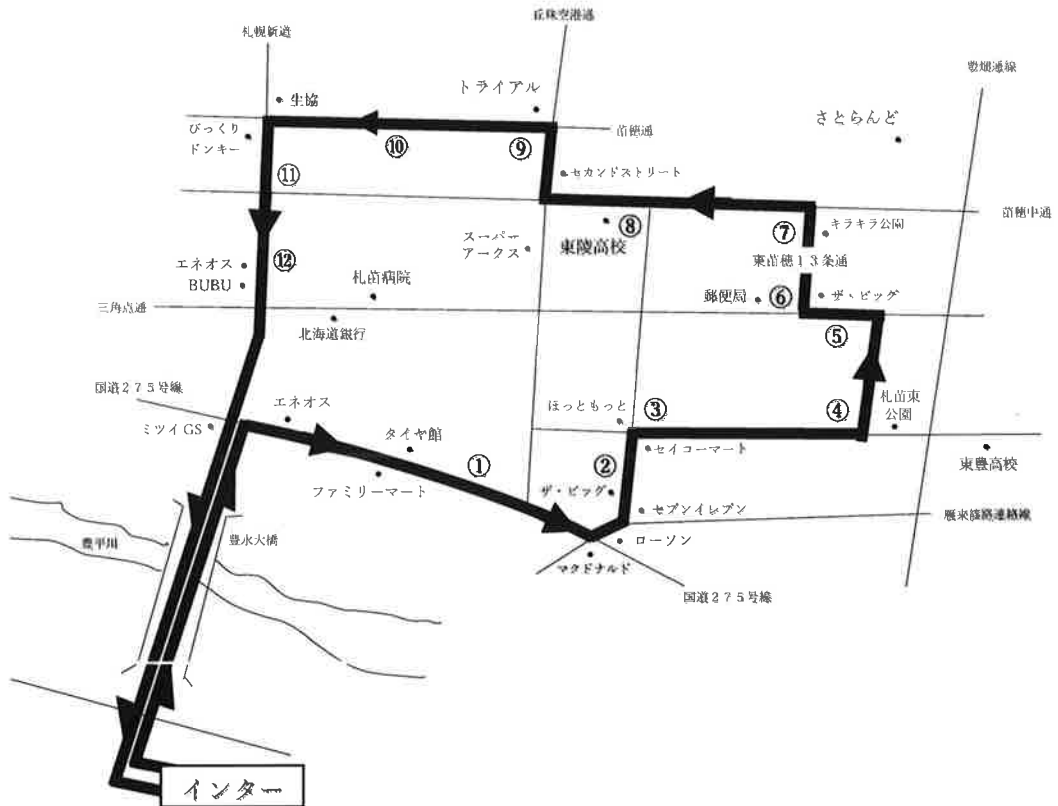 丘珠空港通
札幌新道
雁来通線
トライアル
生協
苗穂通
さとらんど
びっくり
ドンキー
⑩
⑨
セカンドストリート
⑪
苗穂中通
⑧
⑦
キラキラ公園
スーパー
アークス
東陵高校
東苗穂13条通
エネオス
BUBU
⑫
札苗病院
郵便局
⑥
ザ・ビッグ
三角点通
北海道銀行
⑤
国道275号線
エネオス
ほっともっと
③
④
札苗東
公園
ミツイGS
タイヤ館
セイコーマート
東豊高校
①
②
ファミリーマート
ザ・ビッグ
セブンイレブン
豊平川
豊水大橋
ローソン
マクドナルド
国道275号線
インター